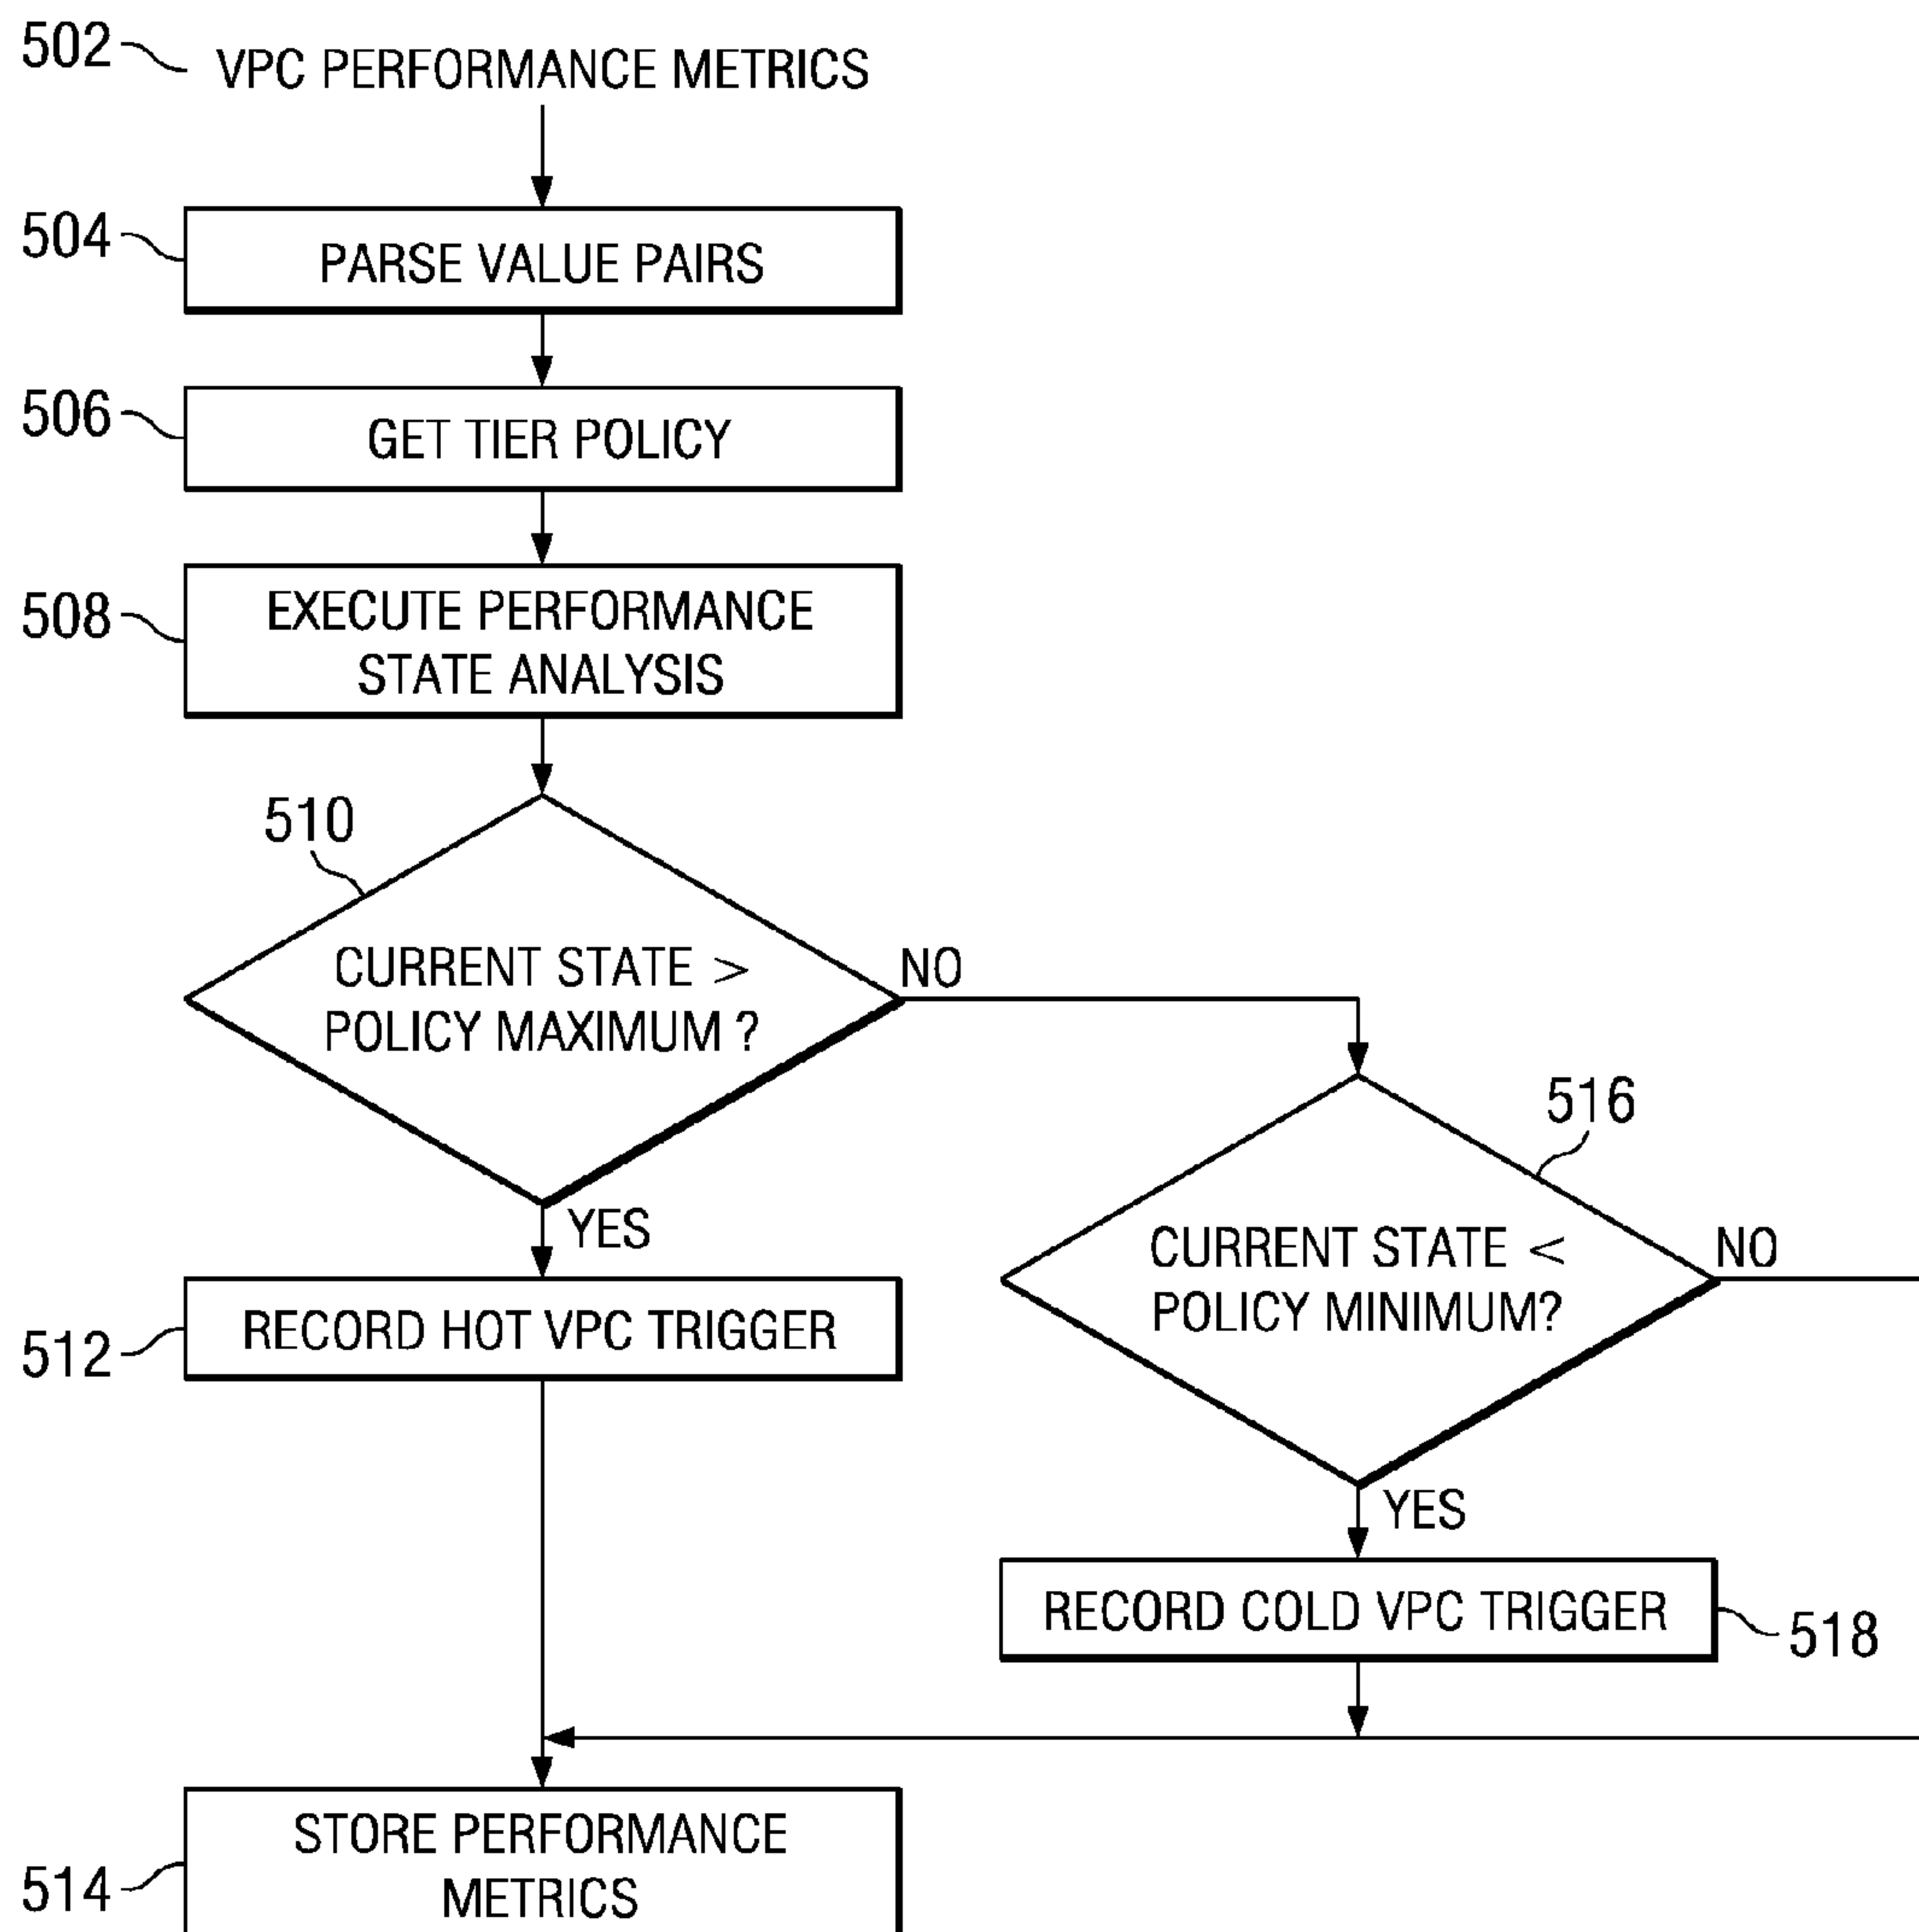 502
VPC PERFORMANCE METRICS
504
PARSE VALUE PAIRS
506
GET TIER POLICY
508
EXECUTE PERFORMANCE
STATE ANALYSIS
510
CURRENT STATE >
POLICY MAXIMUM ?
NO
YES
516
CURRENT STATE <
POLICY MINIMUM?
NO
YES
512
RECORD HOT VPC TRIGGER
RECORD COLD VPC TRIGGER
518
514
STORE PERFORMANCE
METRICS